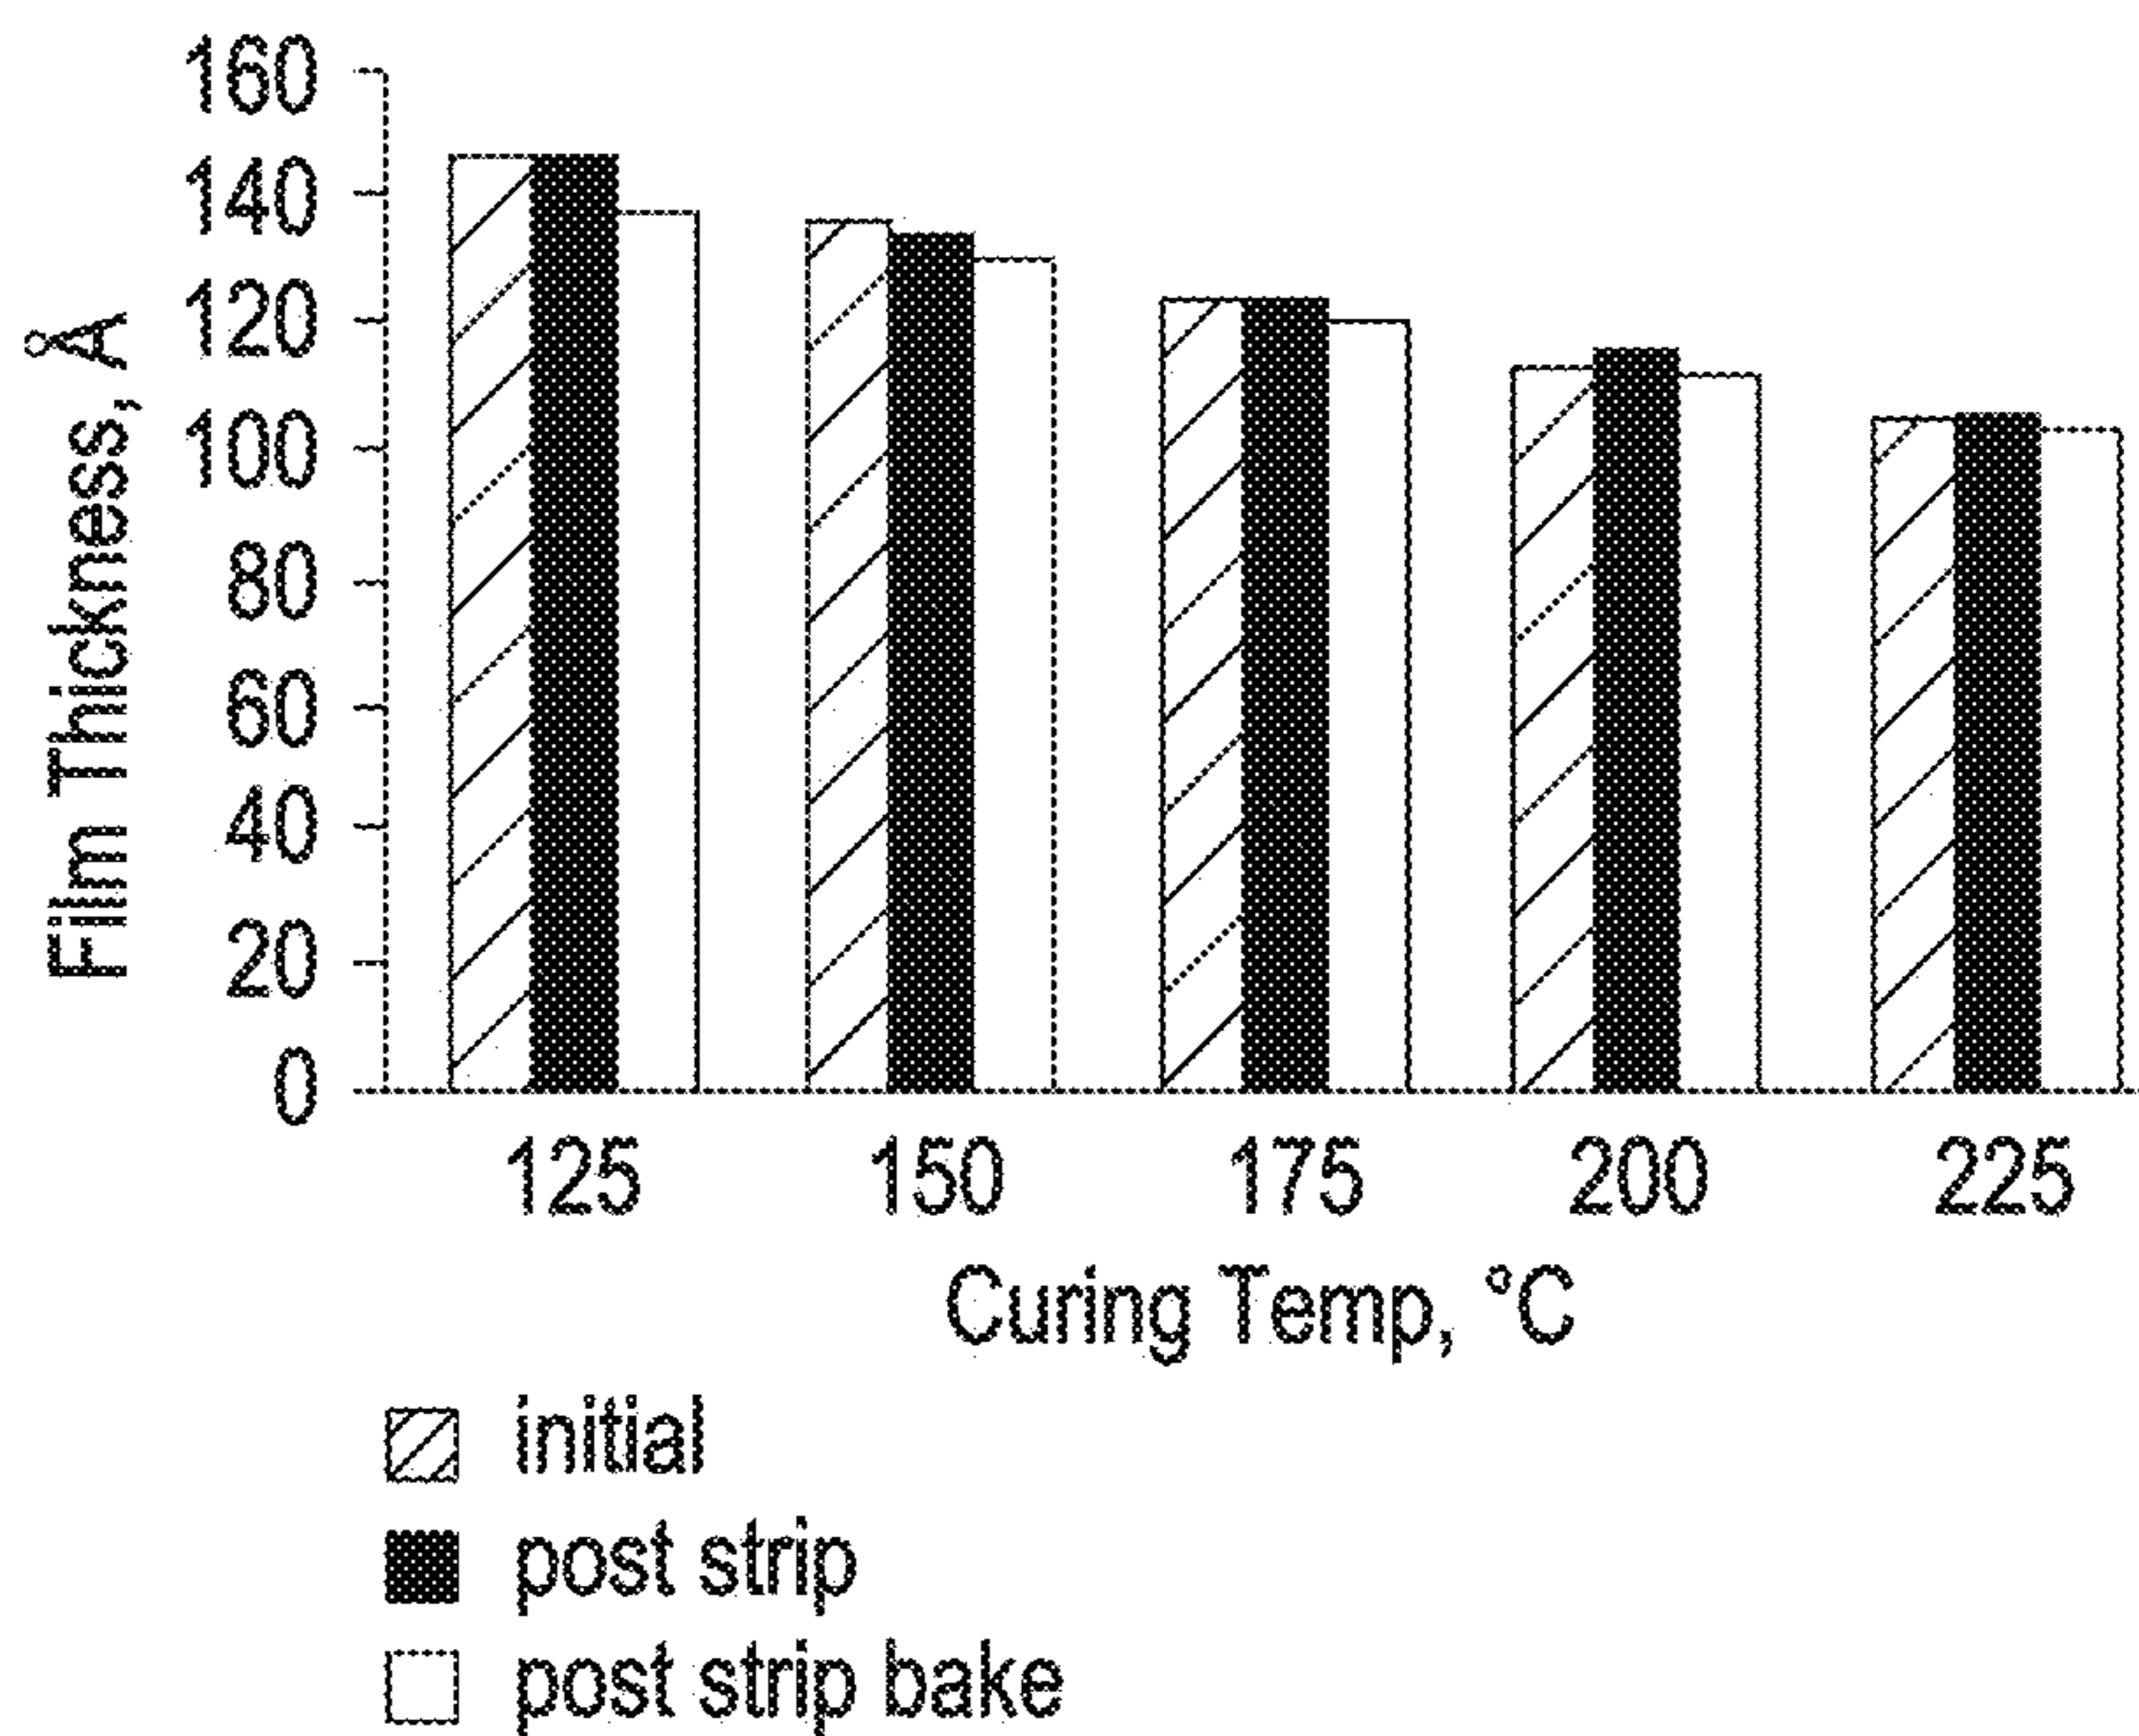 Film Thickness, Å
160
140
120
100
80
60
40
20
0
125 150 175 200 225
Curing Temp, °C
initial
post strip
post strip bake